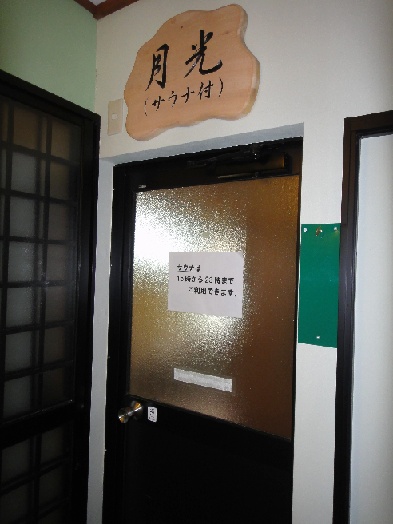 月光
(サウナ付)
サウナは
15時から23時まで
ご利用できます。